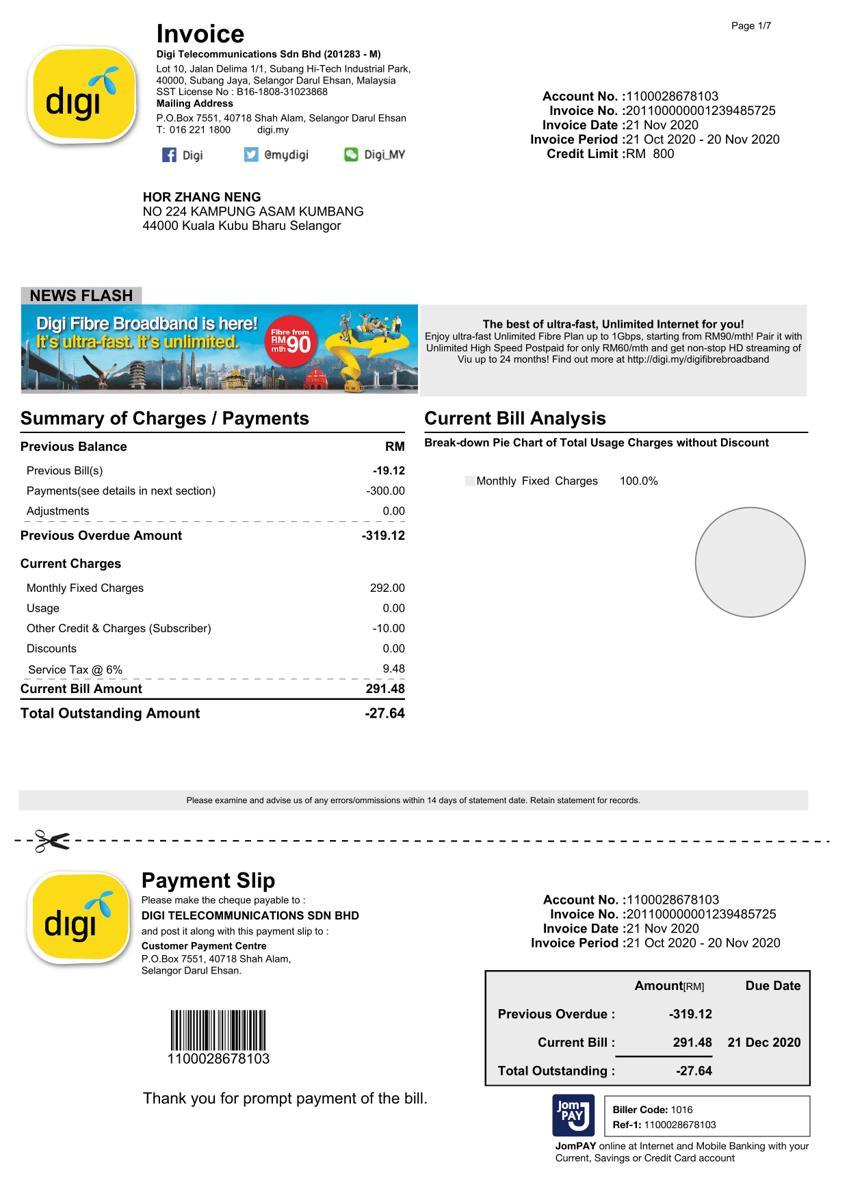 Page 1/7
Invoice
Digi Telecommunications Sdn Bhd (201283 - M)
Lot 10, Jalan Delima 1/1, Subang Hi-Tech Industrial Park,
40000, Subang Jaya, Selangor Darul Ehsan, Malaysia
SST License No : B16-1808-31023868
Mailing Address
P.O.Box 7551, 40718 Shah Alam, Selangor Darul Ehsan
T: 016 221 1800 digi.my
Digi @mydigi Digi_MY
digi
Account No. :1100028678103
Invoice No. :201100000001239485725
Invoice Date :21 Nov 2020
Invoice Period :21 Oct 2020 - 20 Nov 2020
Credit Limit :RM 800
HOR ZHANG NENG
NO 224 KAMPUNG ASAM KUMBANG
44000 Kuala Kubu Bharu Selangor
NEWS FLASH
Digi Fibre Broadband is here!
It's ultra-fast. It's unlimited.
Fibre from
RM 90
mth
The best of ultra-fast, Unlimited Internet for you!
Enjoy ultra-fast Unlimited Fibre Plan up to 1Gbps, starting from RM90/mth! Pair it with
Unlimited High Speed Postpaid for only RM60/mth and get non-stop HD streaming of
Viu up to 24 months! Find out more at http://digi.my/digifibrebroadband
Summary of Charges / Payments
Previous Balance RM
Previous Bill(s) -19.12
Payments(see details in next section) -300.00
Adjustments 0.00
Previous Overdue Amount -319.12
Current Charges
Monthly Fixed Charges 292.00
Usage 0.00
Other Credit & Charges (Subscriber) -10.00
Discounts 0.00
Service Tax @ 6% 9.48
Current Bill Amount 291.48
Total Outstanding Amount -27.64
Current Bill Analysis
Break-down Pie Chart of Total Usage Charges without Discount
Monthly Fixed Charges 100.0%
Please examine and advise us of any errors/ommissions within 14 days of statement date. Retain statement for records.
digi
Payment Slip
Please make the cheque payable to :
DIGI TELECOMMUNICATIONS SDN BHD
and post it along with this payment slip to :
Customer Payment Centre
P.O.Box 7551, 40718 Shah Alam,
Selangor Darul Ehsan.
1100028678103
Thank you for prompt payment of the bill.
Account No. :1100028678103
Invoice No. :201100000001239485725
Invoice Date :21 Nov 2020
Invoice Period :21 Oct 2020 - 20 Nov 2020
Amount[RM] Due Date
Previous Overdue : -319.12
Current Bill : 291.48 21 Dec 2020
Total Outstanding : -27.64
Jom
PAY
Biller Code: 1016
Ref-1: 1100028678103
JomPAY online at Internet and Mobile Banking with your
Current, Savings or Credit Card account